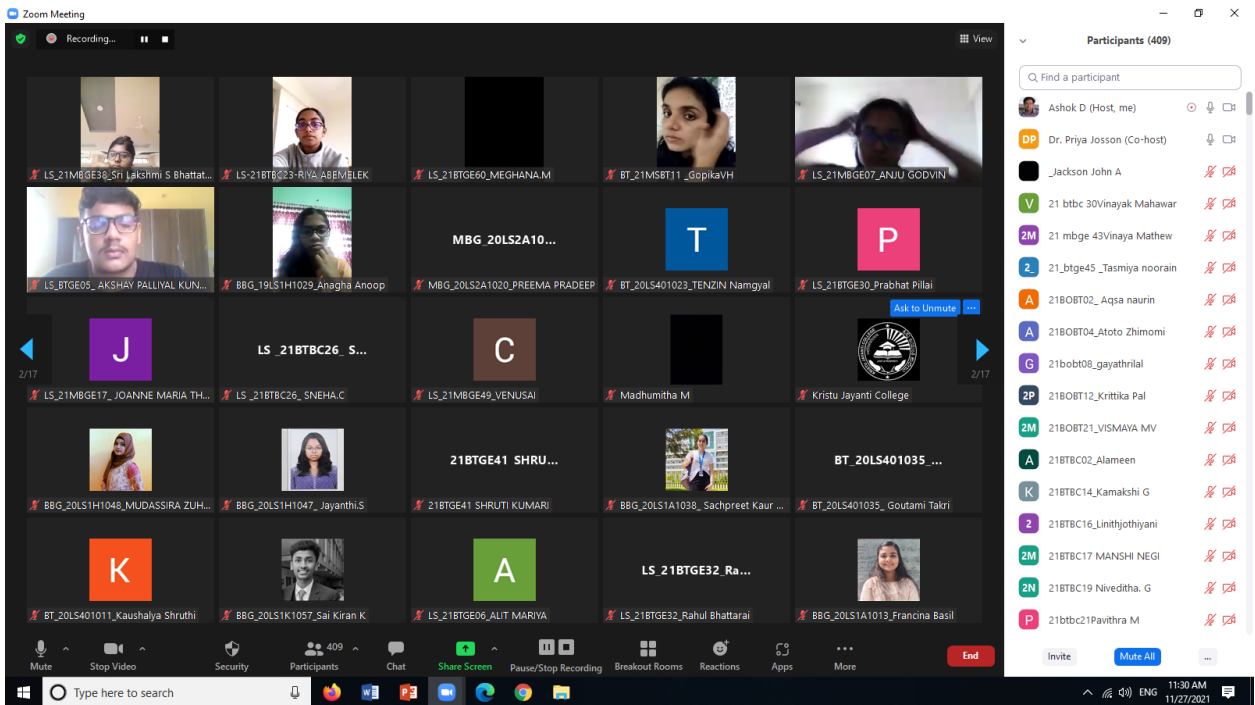 Zoom Meeting
Recording...
View
LS_21MBGE38_Sri Lakshmi S Bhattat...
LS-21BTBC23-RIYA ABEMELEK
LS_21BTGE60_MEGHANA.M
BT_21MSBT11 _GopikaVH
LS_21MBGE07_ANJU GODVIN
LS_BTGE05_ AKSHAY PALLIYAL KUN...
BBG_19LS1H1029_Anagha Anoop
MBG_20LS2A10...
MBG_20LS2A1020_PREEMA PRADEEP
T
BT_20LS401023_TENZIN Namgyal
P
LS_21BTGE30_Prabhat Pillai
2/17
J
LS_21MBGE17_ JOANNE MARIA TH...
LS _21BTBC26_ S...
LS _21BTBC26_ SNEHA.C
C
LS_21MBGE49_VENUSAI
Madhumitha M
Ask to Unmute ...
Kristu Jayanti College
2/17
BBG_20LS1H1048_MUDASSIRA ZUH...
BBG_20LS1H1047_ Jayanthi.S
21BTGE41 SHRU...
21BTGE41 SHRUTI KUMARI
BBG_20LS1A1038_ Sachpreet Kaur ...
BT_20LS401035_...
BT_20LS401035_ Goutami Takri
K
BT_20LS401011_Kaushalya Shruthi
BBG_20LS1K1057_Sai Kiran K
A
LS_21BTGE06_ALIT MARIYA
LS_21BTGE32_Ra...
LS_21BTGE32_Rahul Bhattarai
BBG_20LS1A1013_Francina Basil
Mute
Stop Video
Security
409
Participants
Chat
Share Screen
Pause/Stop Recording
Breakout Rooms
Reactions
Apps
More
End
Participants (409)
Find a participant
Ashok D (Host, me)
DP Dr. Priya Josson (Co-host)
_Jackson John A
V 21 btbc 30Vinayak Mahawar
2M 21 mbge 43Vinaya Mathew
2_ 21_btge45 _Tasmiya noorain
A 21BOBT02_ Aqsa naurin
A 21BOBT04_Atoto Zhimomi
G 21bobt08_gayathrilal
2P 21BOBT12_Krittika Pal
2M 21BOBT21_VISMAYA MV
A 21BTBC02_Alameen
K 21BTBC14_Kamakshi G
2 21BTBC16_Linithjothiyani
2M 21BTBC17 MANSHI NEGI
2N 21BTBC19 Niveditha. G
P 21btbc21Pavithra M
Invite
Mute All
...
Type here to search
ENG
11:30 AM
11/27/2021